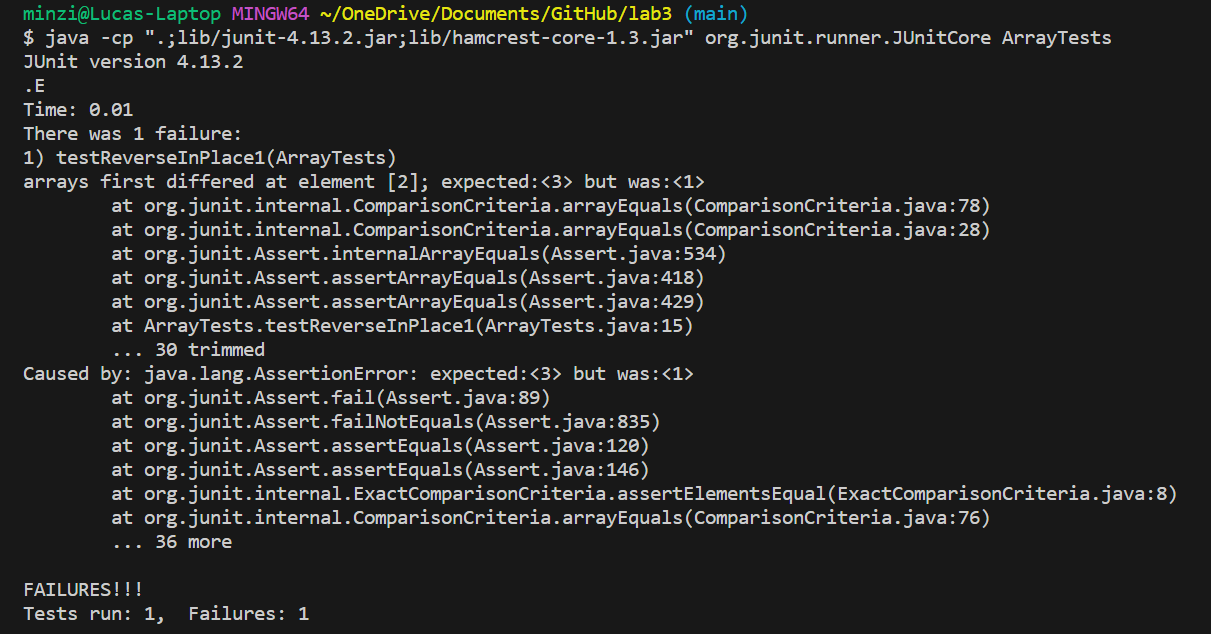 minzi@Lucas-Laptop MINGW64 ~/OneDrive/Documents/GitHub/lab3 (main)
$ java -cp ".;lib/junit-4.13.2.jar;lib/hamcrest-core-1.3.jar" org.junit.runner.JUnitCore ArrayTests
JUnit version 4.13.2
.E
Time: 0.01
There was 1 failure:
1) testReverseInPlace1(ArrayTests)
arrays first differed at element [2]; expected:<3> but was:<1>
        at org.junit.internal.ComparisonCriteria.arrayEquals(ComparisonCriteria.java:78)
        at org.junit.internal.ComparisonCriteria.arrayEquals(ComparisonCriteria.java:28)
        at org.junit.Assert.internalArrayEquals(Assert.java:534)
        at org.junit.Assert.assertArrayEquals(Assert.java:418)
        at org.junit.Assert.assertArrayEquals(Assert.java:429)
        at ArrayTests.testReverseInPlace1(ArrayTests.java:15)
        ... 30 trimmed
Caused by: java.lang.AssertionError: expected:<3> but was:<1>
        at org.junit.Assert.fail(Assert.java:89)
        at org.junit.Assert.failNotEquals(Assert.java:835)
        at org.junit.Assert.assertEquals(Assert.java:120)
        at org.junit.Assert.assertEquals(Assert.java:146)
        at org.junit.internal.ExactComparisonCriteria.assertElementsEqual(ExactComparisonCriteria.java:8)
        at org.junit.internal.ComparisonCriteria.arrayEquals(ComparisonCriteria.java:76)
        ... 36 more

FAILURES!!!
Tests run: 1,  Failures: 1